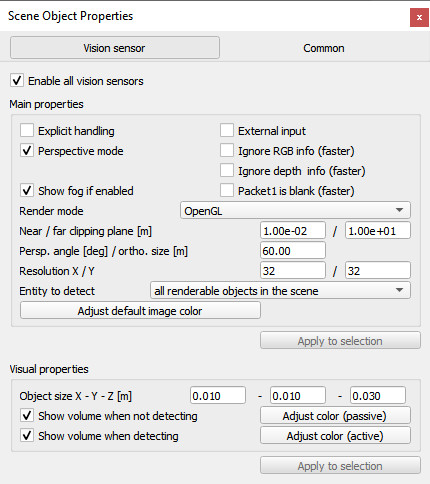 Scene Object Properties
x
Vision sensor Common
Enable all vision sensors
Main properties
Explicit handling External input
Perspective mode Ignore RGB info (faster)
Ignore depth info (faster)
Show fog if enabled Packet1 is blank (faster)
Render mode OpenGL
Near / far clipping plane [m] 1.00e-02 / 1.00e+01
Persp. angle [deg] / ortho. size [m] 60.00
Resolution X / Y 32 / 32
Entity to detect all renderable objects in the scene
Adjust default image color
Apply to selection
Visual properties
Object size X - Y - Z [m] 0.010 - 0.010 - 0.030
Show volume when not detecting Adjust color (passive)
Show volume when detecting Adjust color (active)
Apply to selection